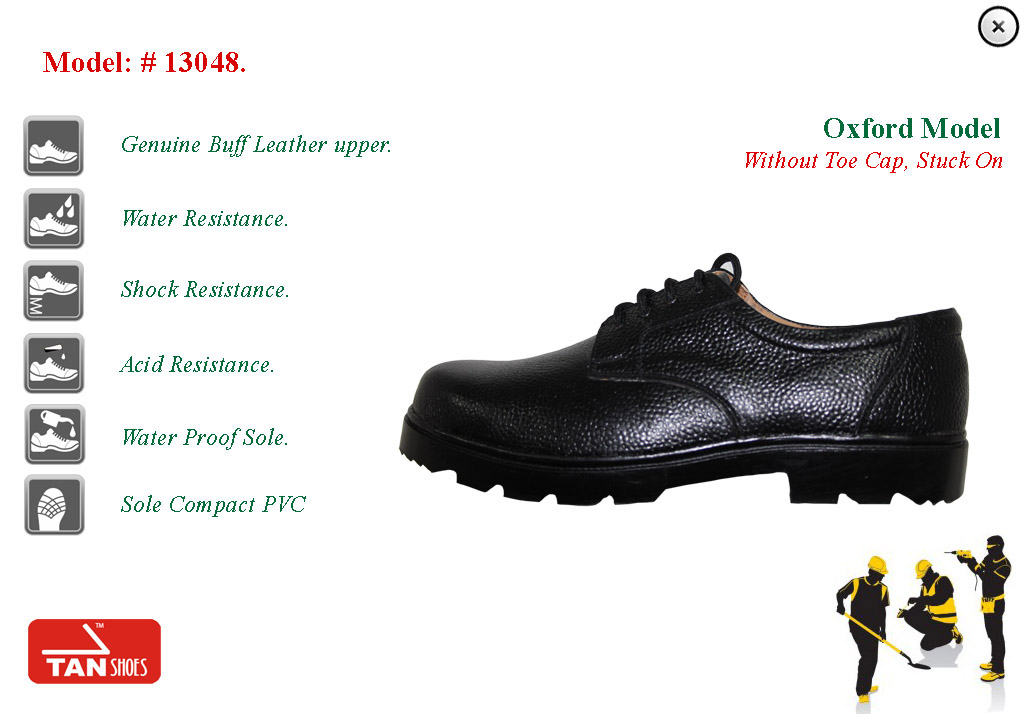 Model: # 13048.
Oxford Model
Without Toe Cap, Stuck On
Genuine Buff Leather upper.
Water Resistance.
Shock Resistance.
Acid Resistance.
Water Proof Sole.
Sole Compact PVC
TM
TAN SHOES